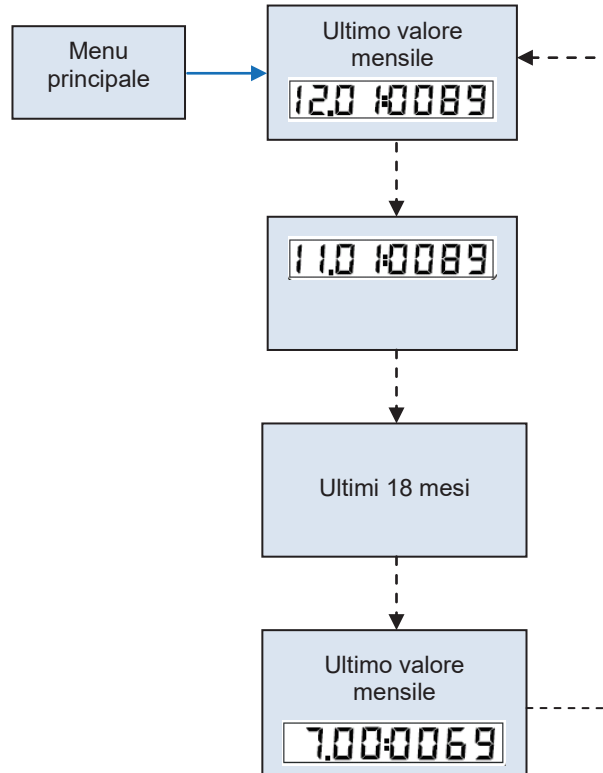 Menu
principale
Ultimo valore
mensile
12.01:0089
11.01:0089
Ultimi 18 mesi
Ultimo valore
mensile
7.00:0069